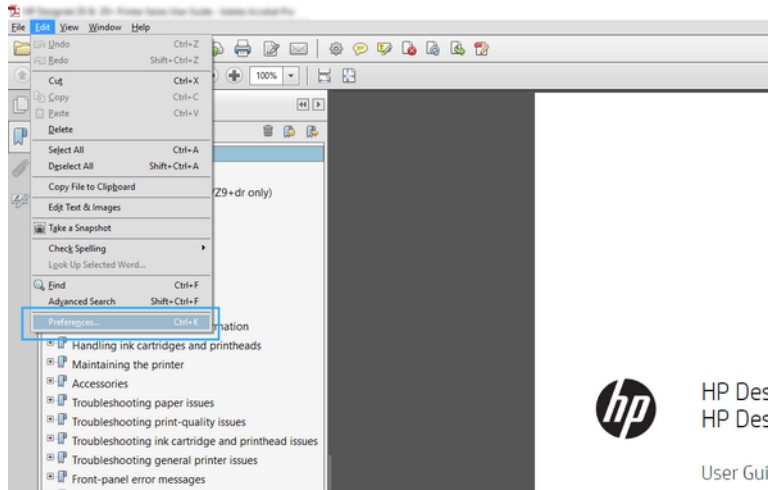 File Edit View Window Help
Undo Ctrl+Z
Redo Shift+Ctrl+Z
100%
Cut Ctrl+X
Copy Ctrl+C
Paste Ctrl+V
Delete
Select All Ctrl+A
Deselect All Shift+Ctrl+A
Copy File to Clipboard
/Z9+dr only)
Edit Text & Images
Take a Snapshot
Check Spelling
Look Up Selected Word...
Find Ctrl+F
Advanced Search Shift+Ctrl+F
Preferences... Ctrl+K
mation
Handling ink cartridges and printheads
Maintaining the printer
Accessories
Troubleshooting paper issues
Troubleshooting print-quality issues
Troubleshooting ink cartridge and printhead issues
Troubleshooting general printer issues
Front-panel error messages
hp
HP Des
HP Des
User Gui